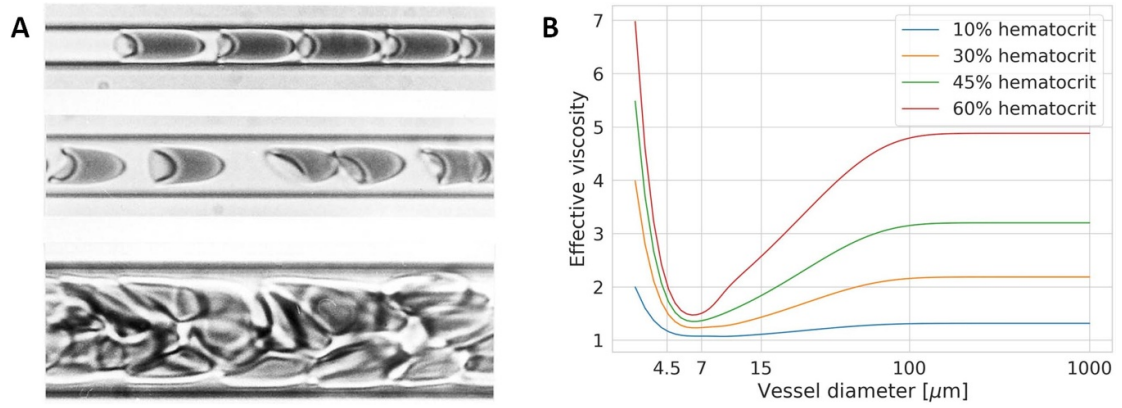 A
B
7
6
5
4
3
2
1
Effective viscosity
10% hematocrit
30% hematocrit
45% hematocrit
60% hematocrit
4.5 7 15 100 1000
Vessel diameter [μm]